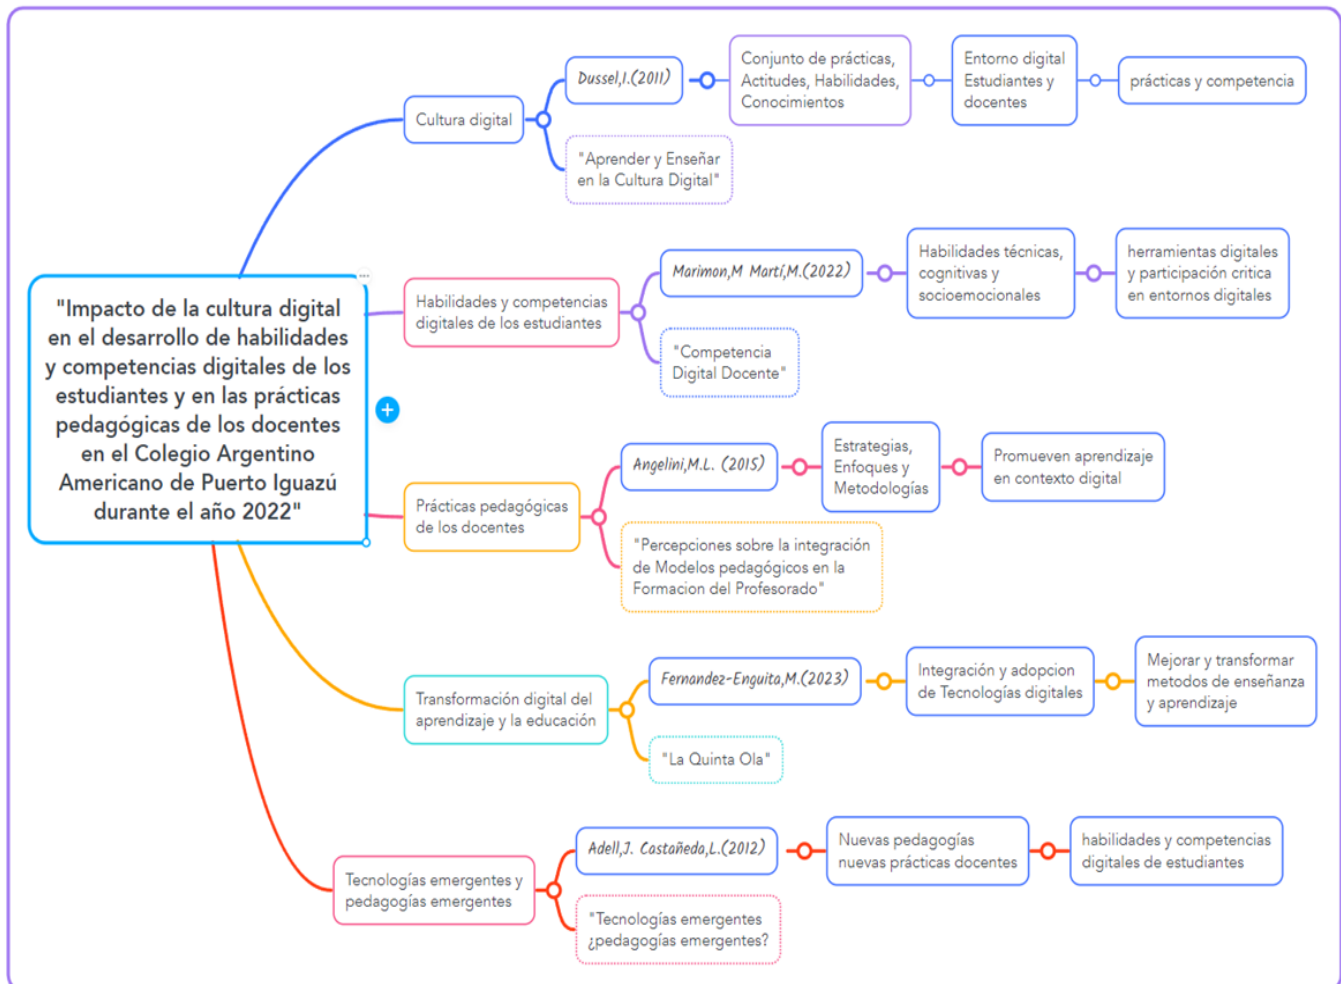 "Impacto de la cultura digital
en el desarrollo de habilidades
y competencias digitales de los
estudiantes y en las prácticas
pedagógicas de los docentes
en el Colegio Argentino
Americano de Puerto Iguazú
durante el año 2022"
Cultura digital
Dussel,I.(2011)
Conjunto de prácticas,
Actitudes, Habilidades,
Conocimientos
Entorno digital
Estudiantes y
docentes
prácticas y competencia
"Aprender y Enseñar
en la Cultura Digital"
Habilidades y competencias
digitales de los estudiantes
Marimon,M Martí,M.(2022)
Habilidades técnicas,
cognitivas y
socioemocionales
herramientas digitales
y participación critica
en entornos digitales
"Competencia
Digital Docente"
Prácticas pedagógicas
de los docentes
Angelini,M.L. (2015)
Estrategias,
Enfoques y
Metodologías
Promueven aprendizaje
en contexto digital
"Percepciones sobre la integración
de Modelos pedagógicos en la
Formacion del Profesorado"
Transformación digital del
aprendizaje y la educación
Fernandez-Enguita,M.(2023)
Integración y adopcion
de Tecnologías digitales
Mejorar y transformar
metodos de enseñanza
y aprendizaje
"La Quinta Ola"
Tecnologías emergentes y
pedagogías emergentes
Adell,J. Castañeda,L.(2012)
Nuevas pedagogías
nuevas prácticas docentes
habilidades y competencias
digitales de estudiantes
"Tecnologías emergentes
¿pedagogías emergentes?